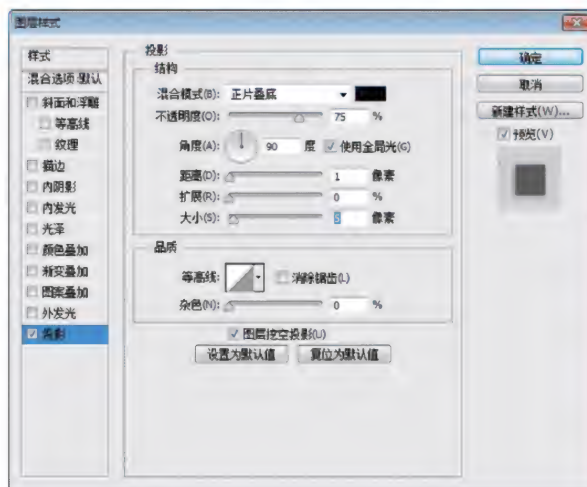 图层样式
样式
混合选项:默认
斜面和浮雕
等高线
纹理
描边
内阴影
内发光
光泽
颜色叠加
渐变叠加
图案叠加
外发光
投影
投影
结构
混合模式(B): 正片叠底
不透明度(O): 75 %
角度(A): 90 度 使用全局光(G)
距离(D): 1 像素
扩展(R): 0 %
大小(S): 5 像素
品质
等高线: 消除锯齿(L)
杂色(N): 0 %
图层挖空投影(U)
设置为默认值 复位为默认值
确定
取消
新建样式(W)...
预览(V)